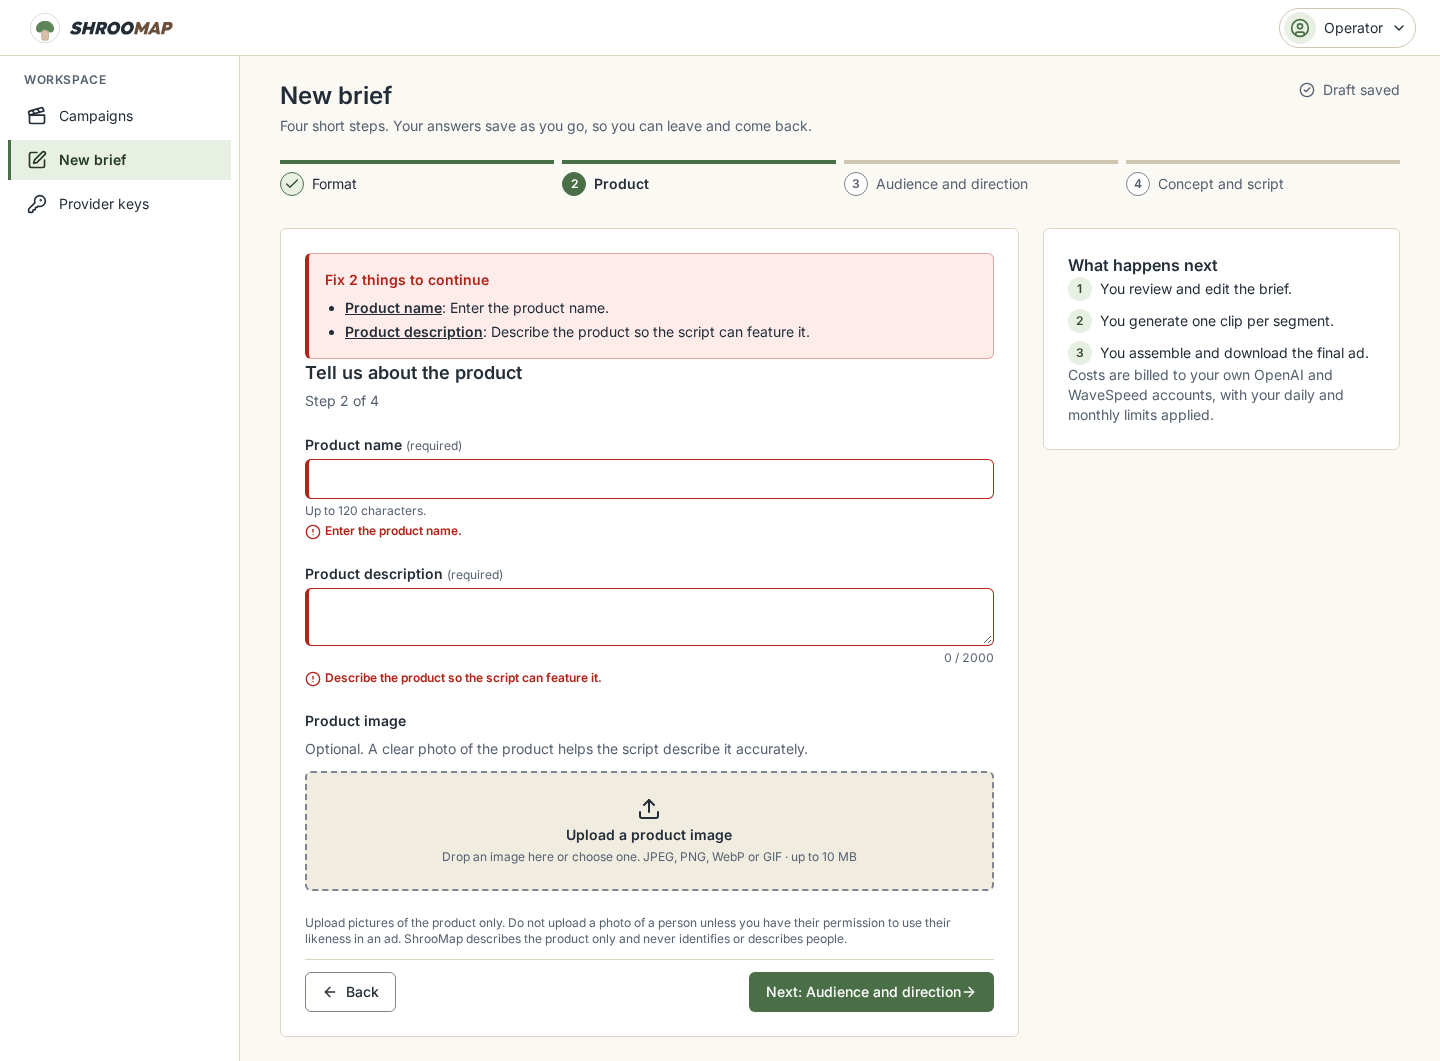 SHROOMAP
Operator
WORKSPACE
Campaigns
New brief
Provider keys
New brief
Draft saved
Four short steps. Your answers save as you go, so you can leave and come back.
Format
2 Product
3 Audience and direction
4 Concept and script
Fix 2 things to continue
• Product name: Enter the product name.
• Product description: Describe the product so the script can feature it.
Tell us about the product
Step 2 of 4
Product name (required)
Up to 120 characters.
Enter the product name.
Product description (required)
0 / 2000
Describe the product so the script can feature it.
Product image
Optional. A clear photo of the product helps the script describe it accurately.
Upload a product image
Drop an image here or choose one. JPEG, PNG, WebP or GIF · up to 10 MB
Upload pictures of the product only. Do not upload a photo of a person unless you have their permission to use their
likeness in an ad. ShrooMap describes the product only and never identifies or describes people.
← Back
Next: Audience and direction→
What happens next
1 You review and edit the brief.
2 You generate one clip per segment.
3 You assemble and download the final ad.
Costs are billed to your own OpenAI and
WaveSpeed accounts, with your daily and
monthly limits applied.